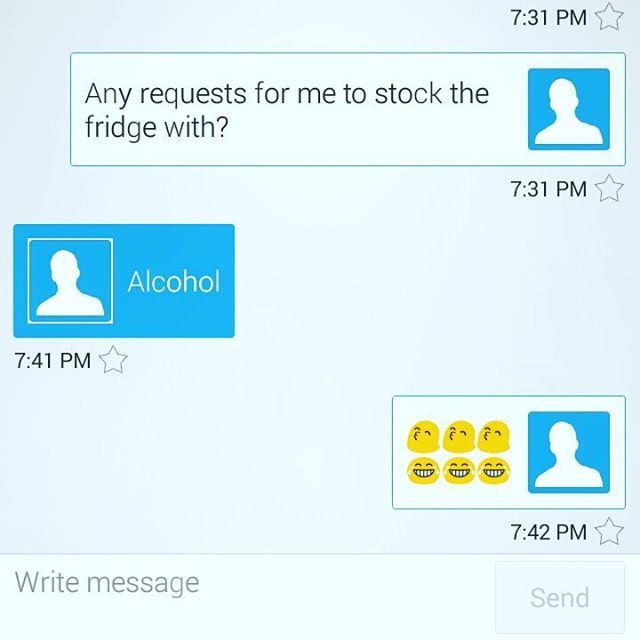 7:31 PM
Any requests for me to stock the
fridge with?
7:31 PM
Alcohol
7:41 PM
7:42 PM
Write message
Send